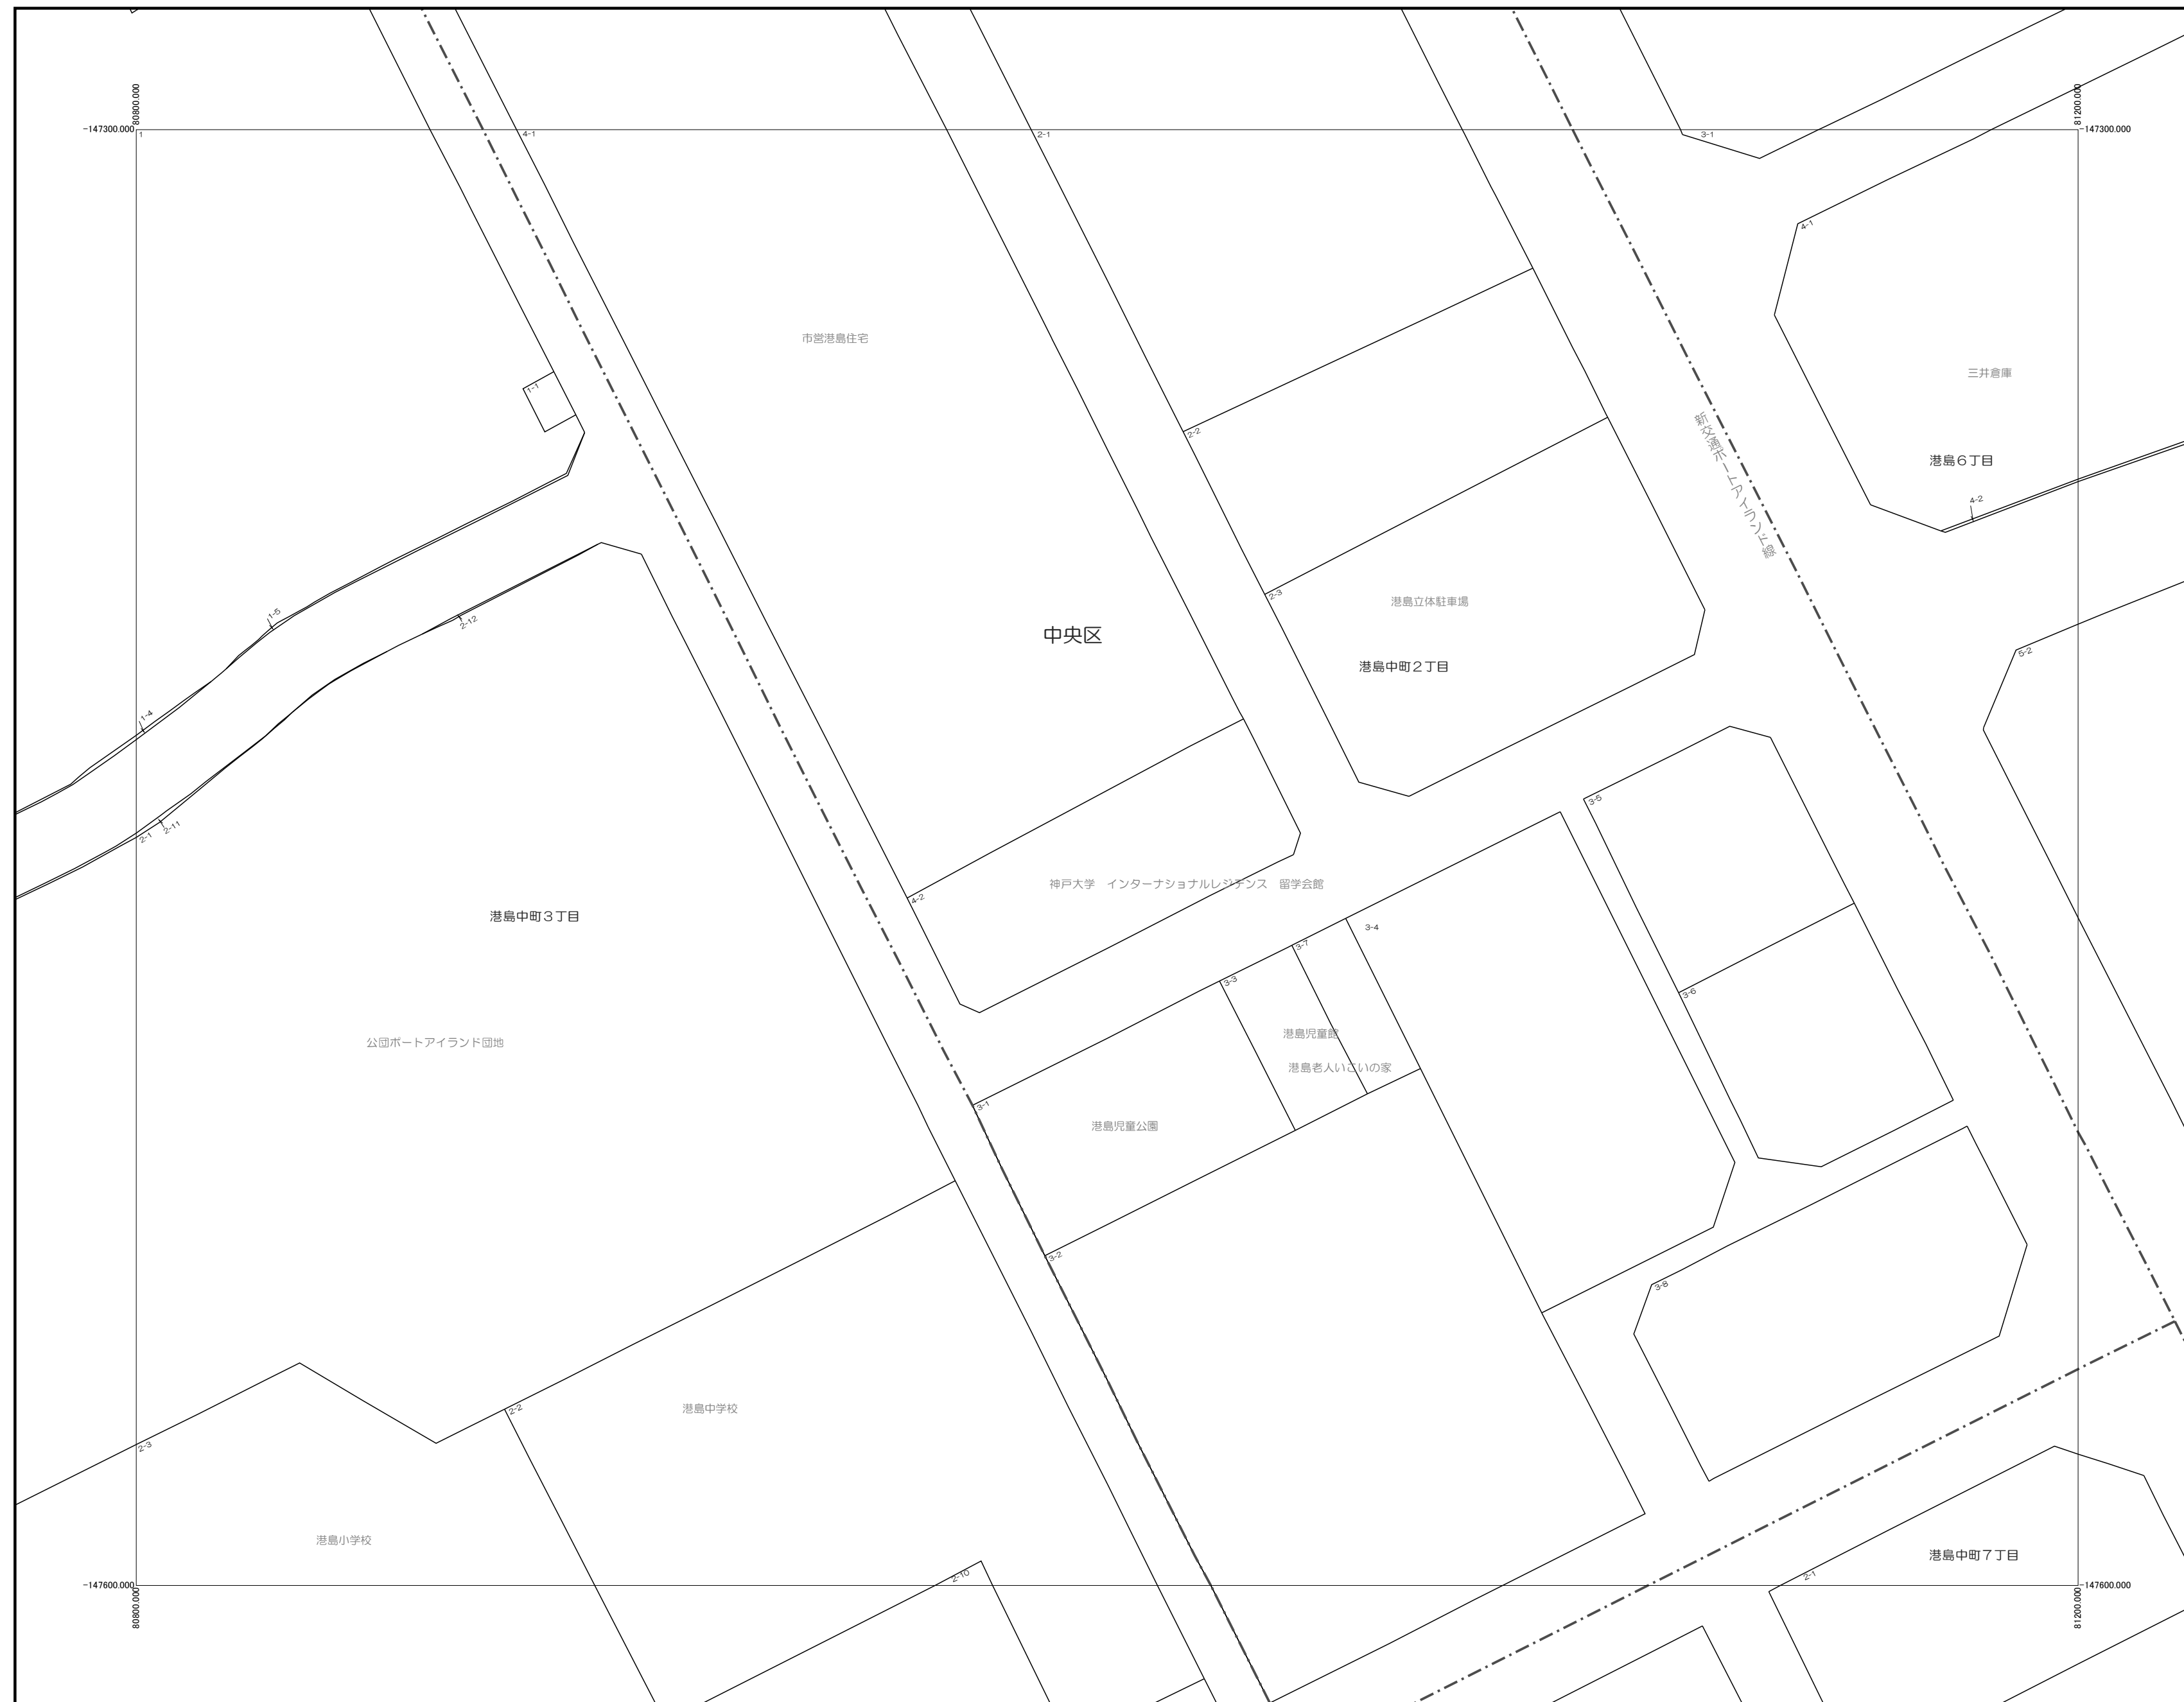 80800.000
81200.000
-147300.000
-147300.000
1
4-1
2-1
3-1
4-1
市営港島住宅
三井倉庫
1-1
2-2
新交通ポートアイランド線
港島6丁目
4-2
2-3
港島立体駐車場
1-5
2-12
中央区
港島中町2丁目
5-2
1-4
2-11
2-1
3-5
神戸大学　インターナショナルレジデンス　留学会館
4-2
港島中町3丁目
3-4
3-7
3-3
3-6
港島児童館
公団ポートアイランド団地
港島老人いこいの家
3-1
港島児童公園
3-2
3-8
2-2
港島中学校
2-3
港島小学校
港島中町7丁目
2-10
2-1
-147600.000
-147600.000
80800.000
81200.000